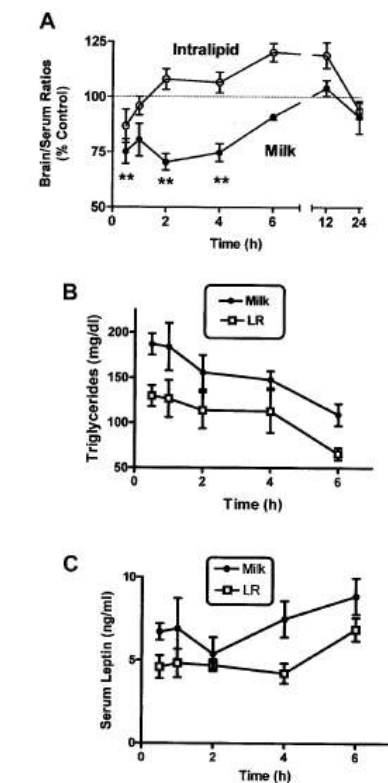 A
Brain/Serum Ratios
(% Control)
125
100
75
50
Intralipid
Milk
**
**
**
0
2
4
6
12
24
Time (h)
B
Milk
LR
Triglycerides (mg/dl)
200
150
100
50
0
2
4
6
Time (h)
C
Milk
LR
Serum Leptin (ng/ml)
10
5
0
0
2
4
6
Time (h)